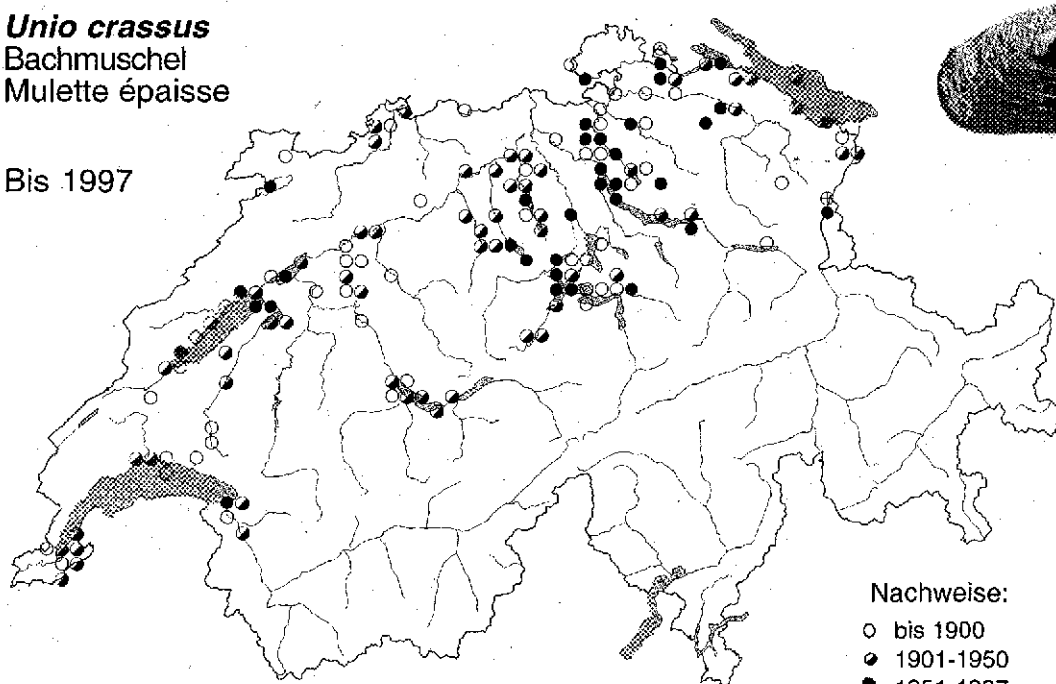 Unio crassus
Bachmuschel
Mulette épaisse
Bis 1997
Nachweise:
bis 1900
1901-1950